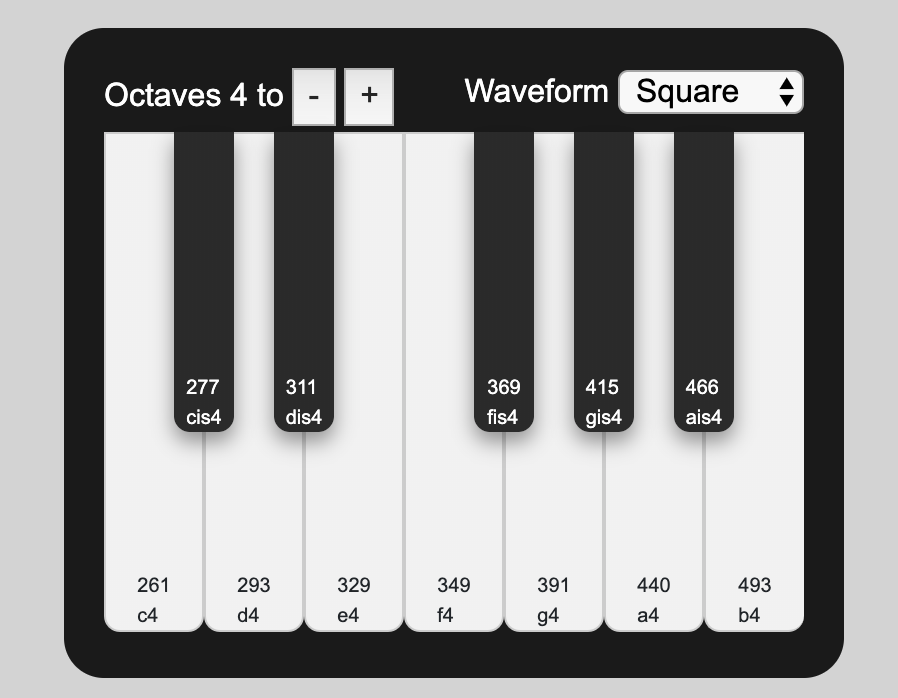 Octaves 4 to - +
Waveform Square
277 311 369 415 466
cis4 dis4 fis4 gis4 ais4
261 293 329 349 391 440 493
c4 d4 e4 f4 g4 a4 b4